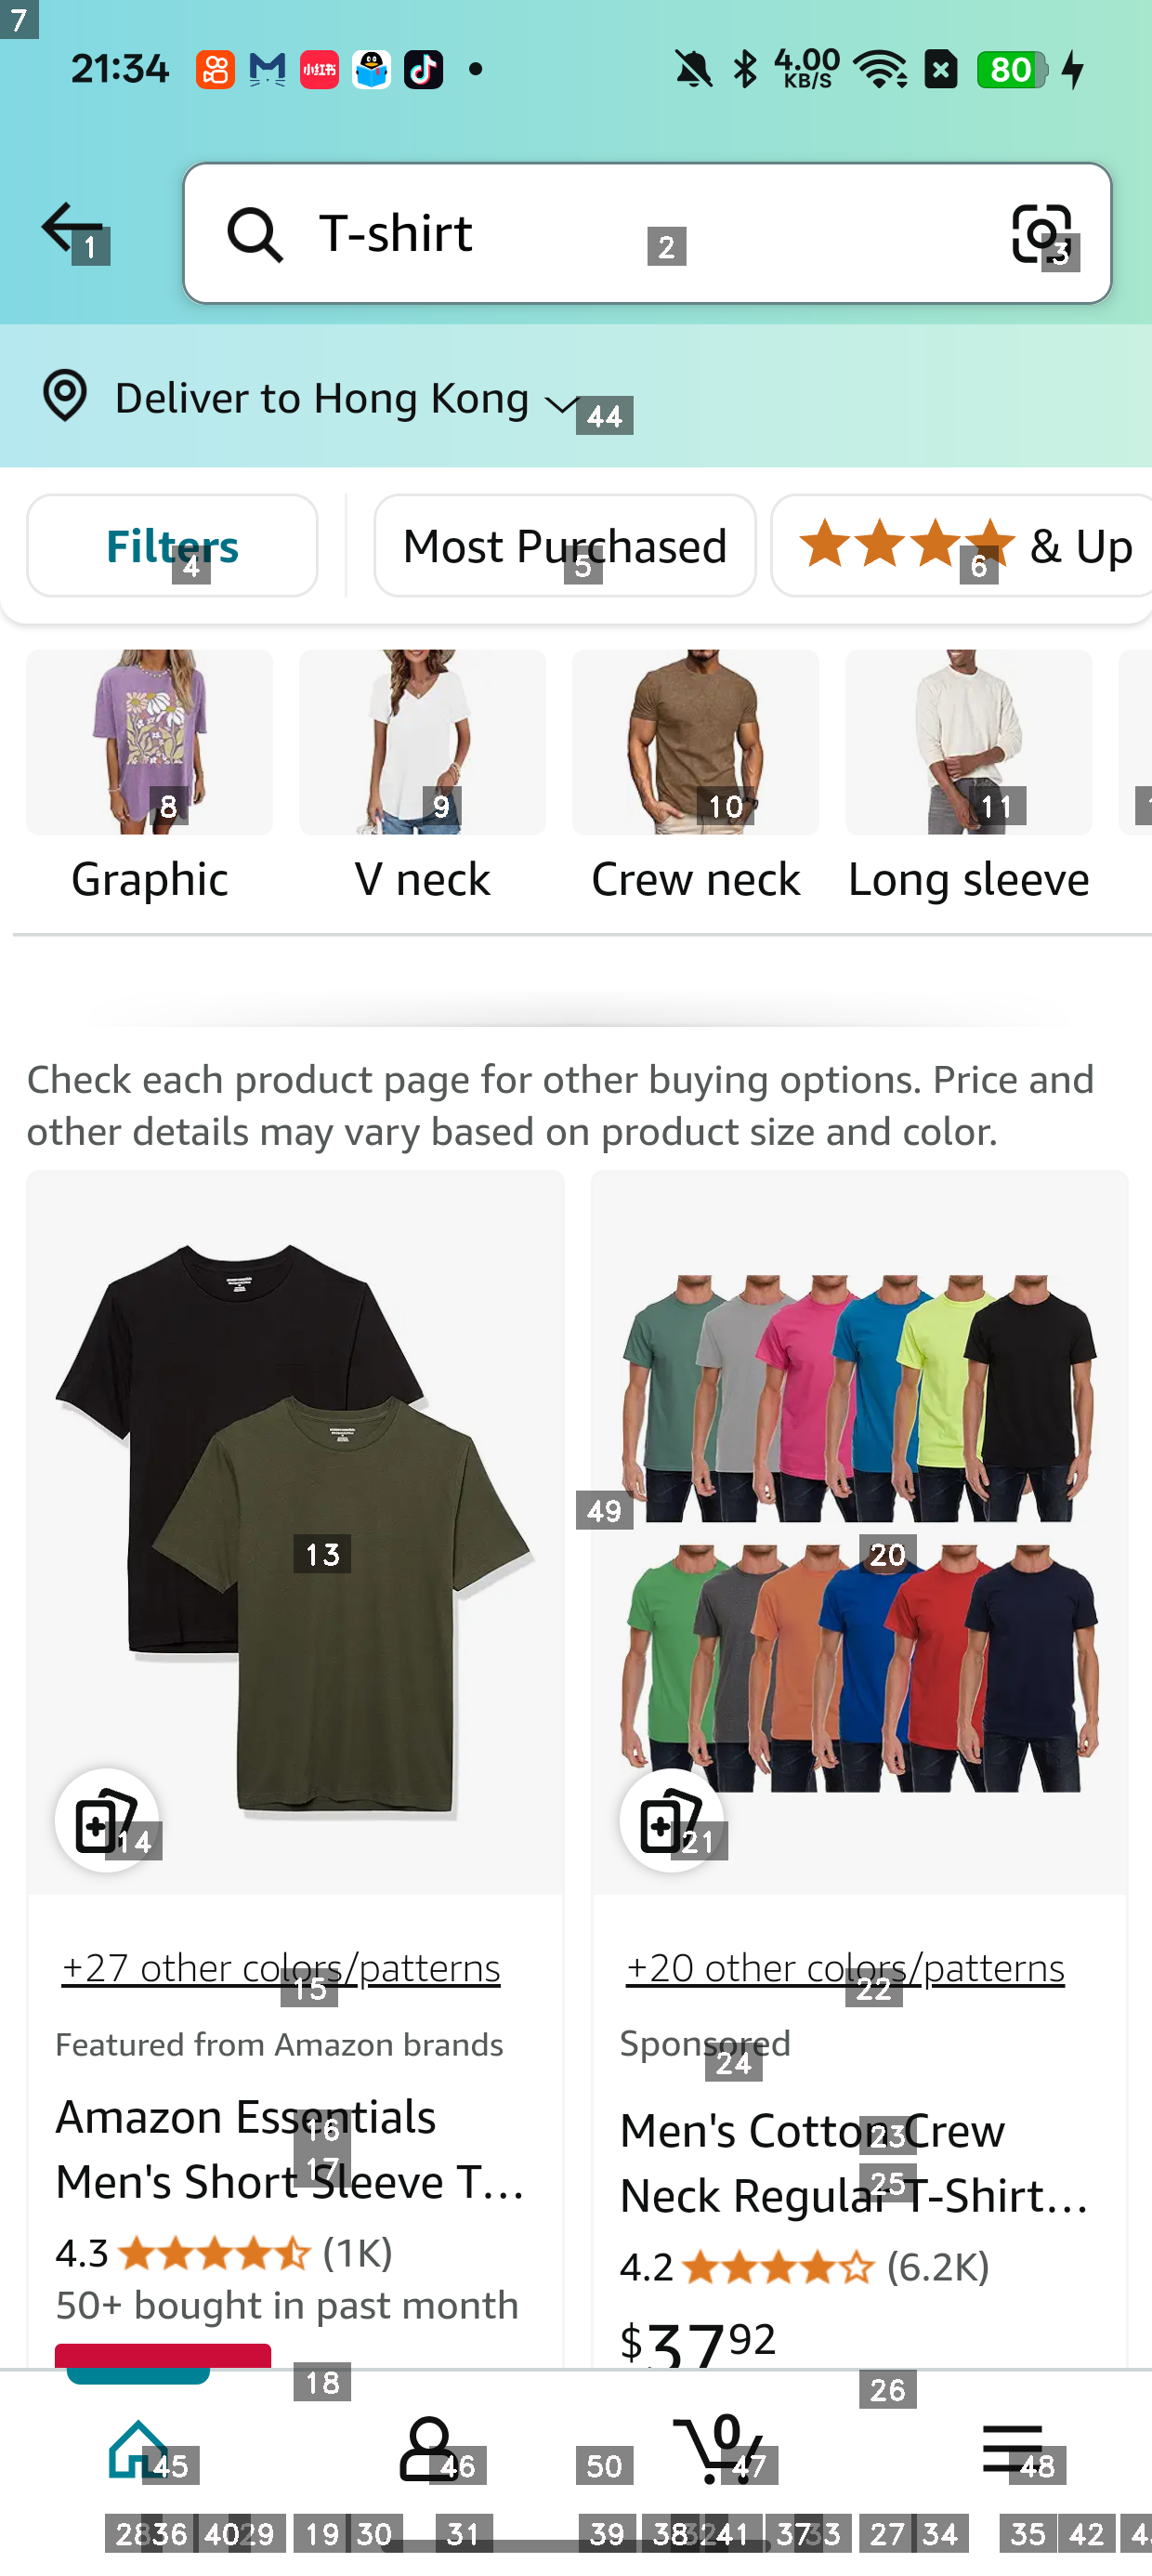 21:34 小红书 4.00 KB/S 80
T-shirt
Deliver to Hong Kong
Filters Most Purchased & Up
Graphic V neck Crew neck Long sleeve
Check each product page for other buying options. Price and
other details may vary based on product size and color.
+27 other colors/patterns
Featured from Amazon brands
Amazon Essentials
Men's Short Sleeve T...
4.3 (1K)
50+ bought in past month
+20 other colors/patterns
Sponsored
Men's Cotton Crew
Neck Regular T-Shirt...
4.2 (6.2K)
$37.92
0
7
1
2
3
44
4
5
6
8
9
10
11
49
13
20
14
21
15
22
24
16
23
17
25
18
26
45
46
50
47
48
28 36 40 29 19 30 31 39 38 32 41 37 33 27 34 35 42